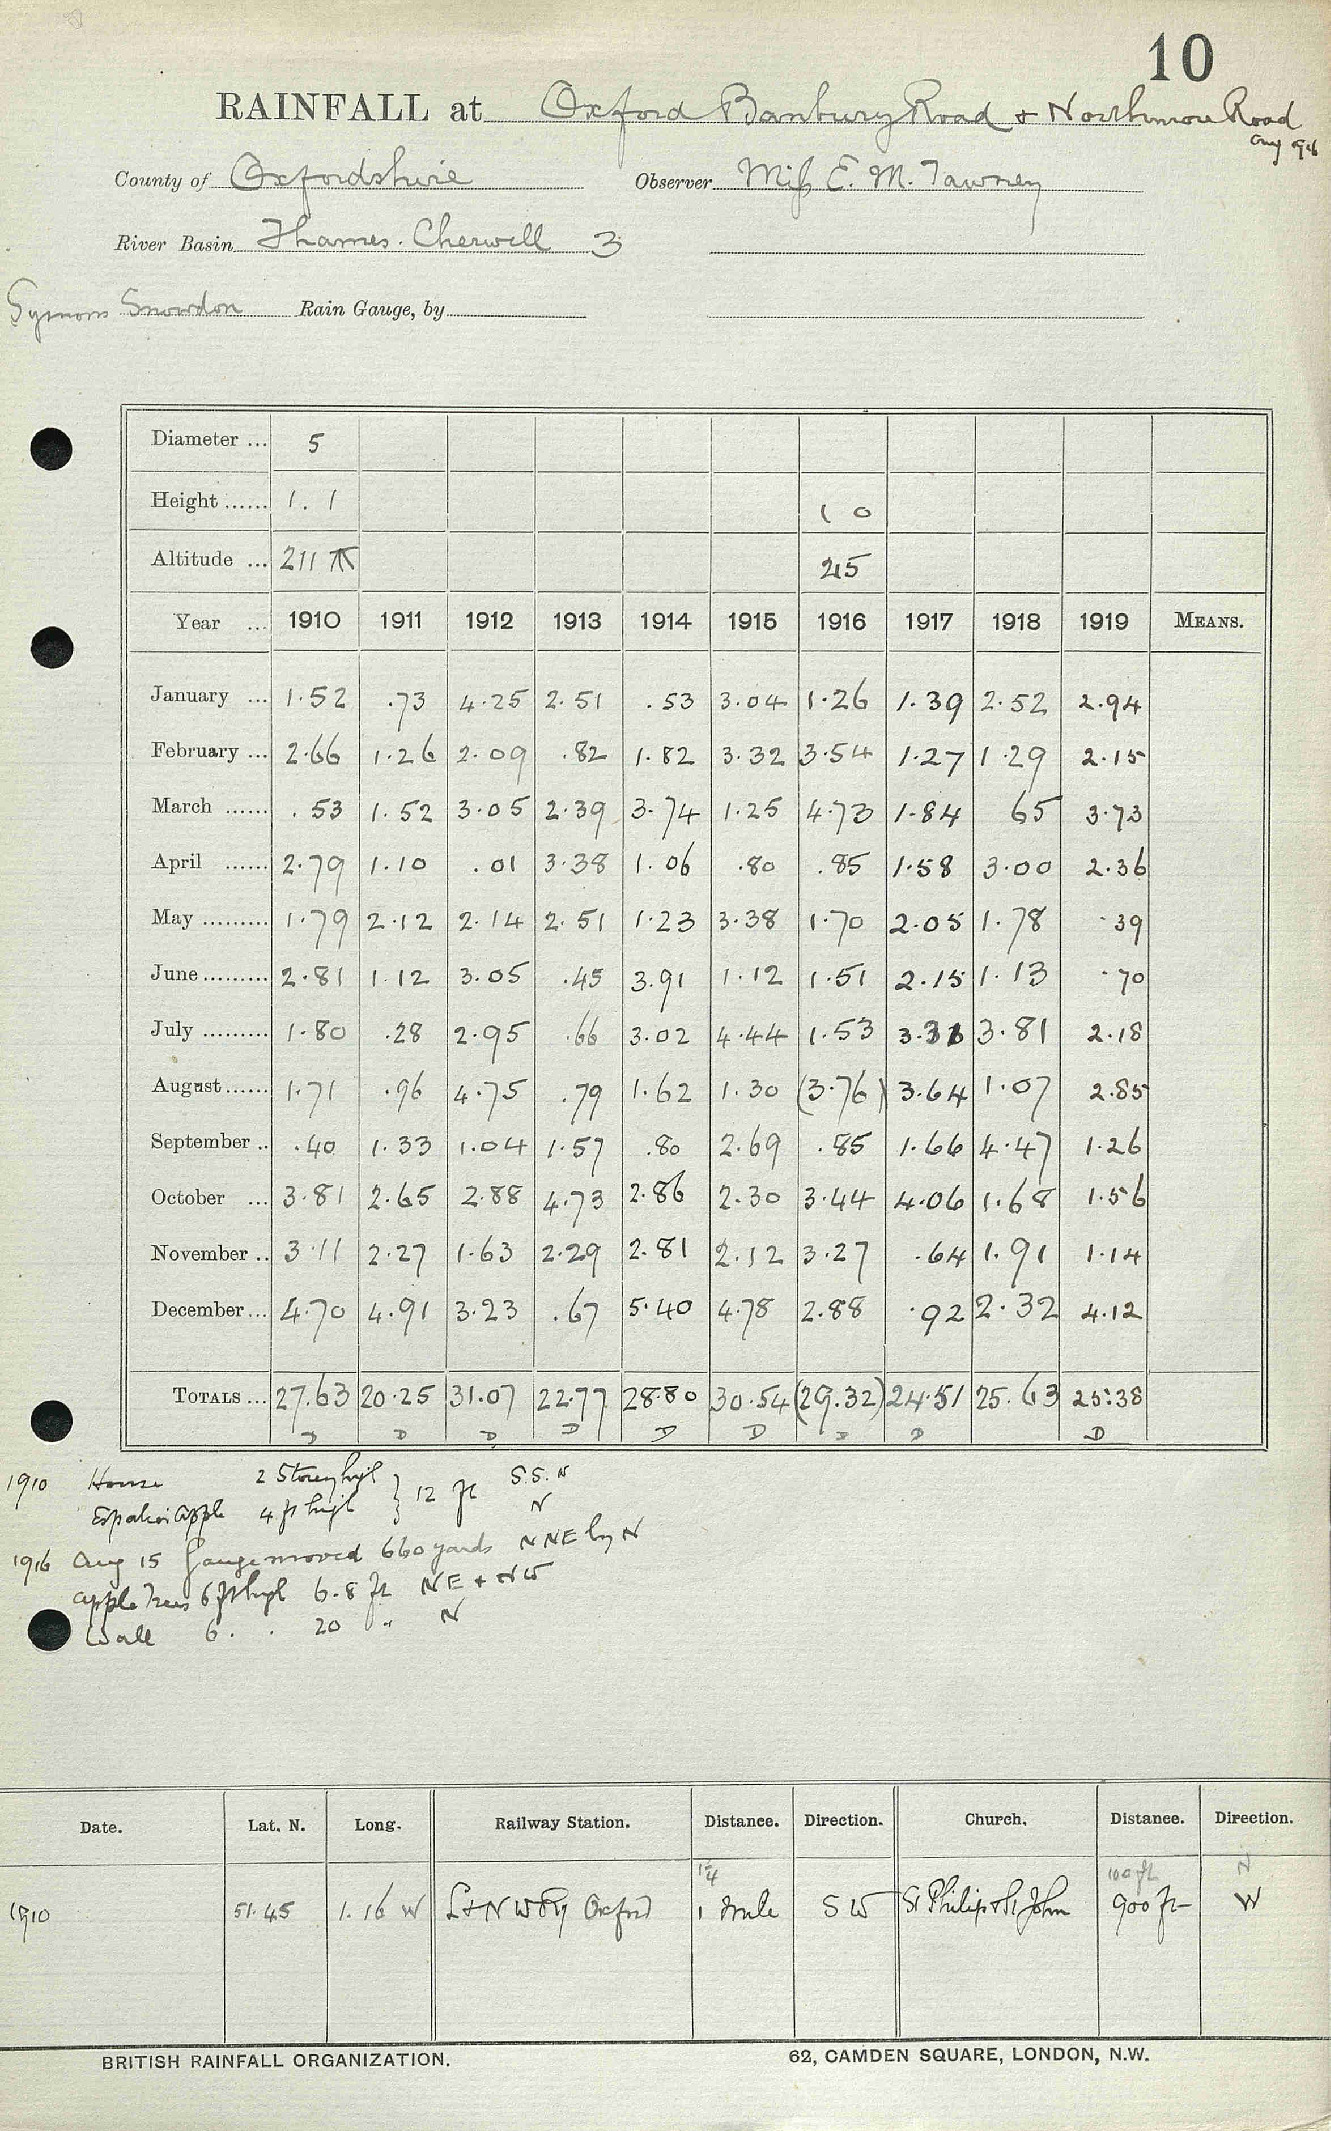 10
RAINFALL at Oxford Banbury Road & Northmoor Road
Aug 1916
County of Oxfordshire Observer Miss E. M. Tawney
River Basin Thames. Cherwell 3
Symons Snowdon Rain Gauge, by
Diameter ... 5
Height ...... 1. 1 1 0
Altitude ... 211 215
Year ... 1910 1911 1912 1913 1914 1915 1916 1917 1918 1919 MEANS.
January ... 1.52 .73 4.25 2.51 .53 3.04 1.26 1.39 2.52 2.94
February ... 2.66 1.26 2.09 .82 1.82 3.32 3.54 1.27 1.29 2.15
March ...... .53 1.52 3.05 2.39 3.74 1.25 4.73 1.84 65 3.73
April ...... 2.79 1.10 .01 3.38 1.06 .80 .85 1.58 3.00 2.36
May ......... 1.79 2.12 2.14 2.51 1.23 3.38 1.70 2.05 1.78 .39
June ......... 2.81 1.12 3.05 .45 3.91 1.12 1.51 2.15 1.13 .70
July ......... 1.80 .28 2.95 .66 3.02 4.44 1.53 3.31 3.81 2.18
August ...... 1.71 .96 4.75 .79 1.62 1.30 (3.76) 3.64 1.07 2.85
September .. .40 1.33 1.04 1.57 .80 2.69 .85 1.66 4.47 1.26
October ... 3.81 2.65 2.88 4.73 2.86 2.30 3.44 4.06 1.68 1.56
November .. 3.11 2.27 1.63 2.29 2.81 2.12 3.27 .64 1.91 1.14
December ... 4.70 4.91 3.23 .67 5.40 4.78 2.88 .92 2.32 4.12
TOTALS ... 27.63 20.25 31.07 22.77 28.80 30.54 (29.32) 24.51 25.63 25.38
D D D D D D D D D
1910 House 2 Storey high } 12 ft S.S.W
Espalier apple 4 ft high N
1916 Aug 15 Gauge moved 660 yards NNE by N
apple Trees 6 ft high 6.8 ft NE + NW
Wall 6 . . 20 " N
Date. Lat. N. Long. Railway Station. Distance. Direction. Church. Distance. Direction.
1¼ 100 ft N
1910 51.45 1.16 W L & N W Ry Oxford 1 mile SW St Philip & St John 900 ft W
BRITISH RAINFALL ORGANIZATION. 62, CAMDEN SQUARE, LONDON, N.W.